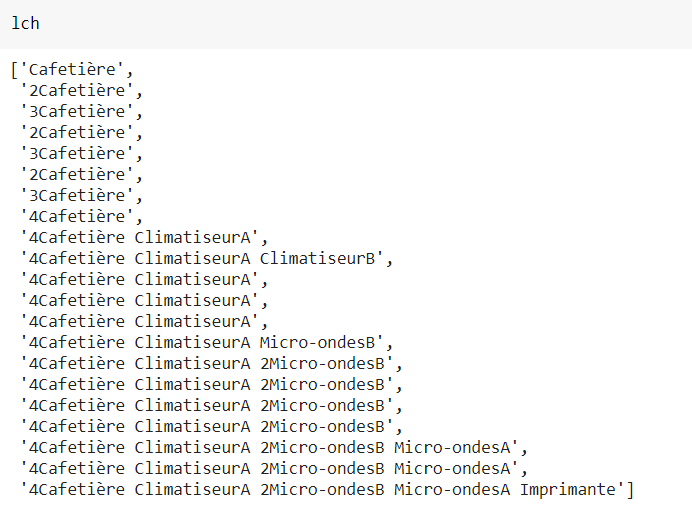 lch
['Cafetière',
'2Cafetière',
'3Cafetière',
'2Cafetière',
'3Cafetière',
'2Cafetière',
'3Cafetière',
'4Cafetière',
'4Cafetière ClimatiseurA',
'4Cafetière ClimatiseurA ClimatiseurB',
'4Cafetière ClimatiseurA',
'4Cafetière ClimatiseurA',
'4Cafetière ClimatiseurA',
'4Cafetière ClimatiseurA Micro-ondesB',
'4Cafetière ClimatiseurA 2Micro-ondesB',
'4Cafetière ClimatiseurA 2Micro-ondesB',
'4Cafetière ClimatiseurA 2Micro-ondesB',
'4Cafetière ClimatiseurA 2Micro-ondesB',
'4Cafetière ClimatiseurA 2Micro-ondesB Micro-ondesA',
'4Cafetière ClimatiseurA 2Micro-ondesB Micro-ondesA',
'4Cafetière ClimatiseurA 2Micro-ondesB Micro-ondesA Imprimante']